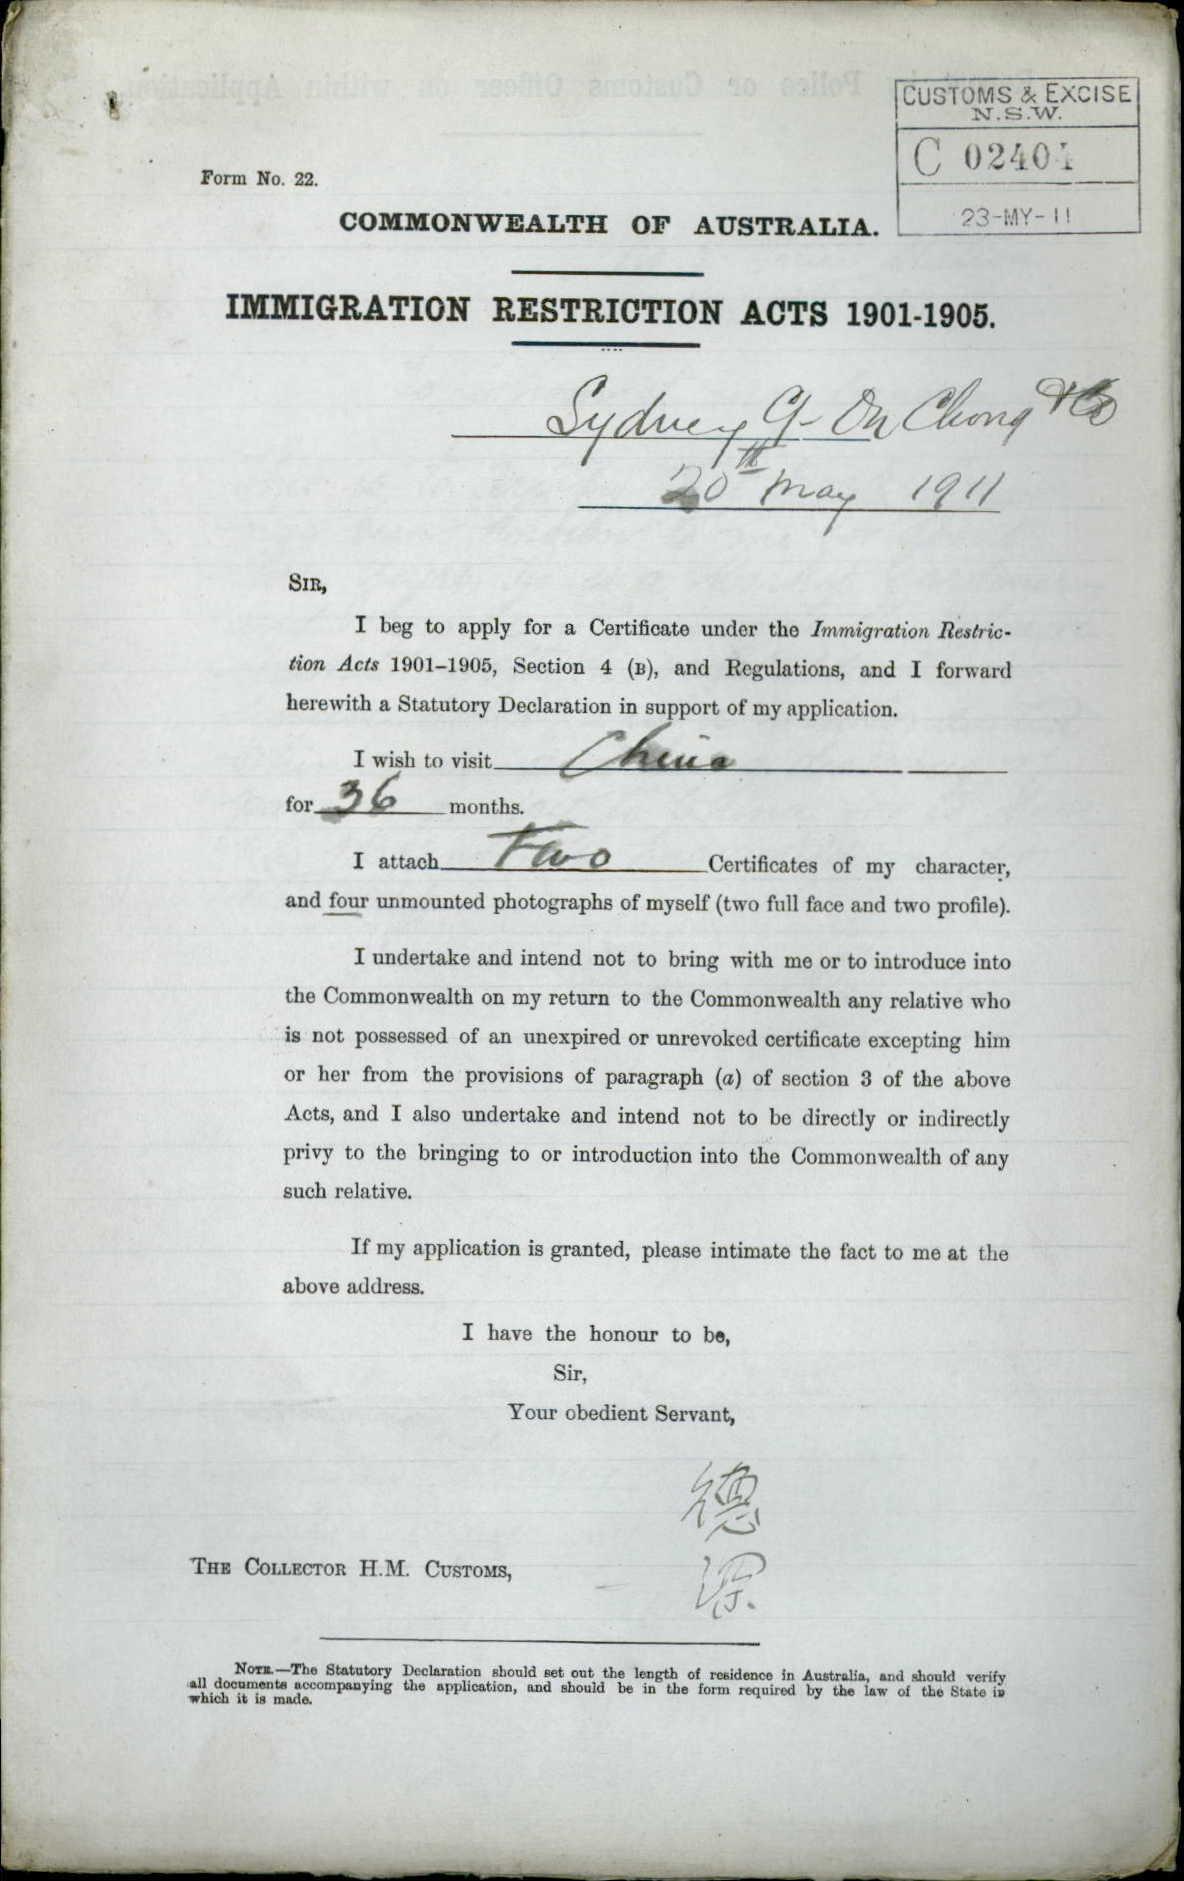 CUSTOMS & EXCISE
N.S.W.
C 02401
23-MY-11
Form No. 22.
COMMONWEALTH OF AUSTRALIA.
IMMIGRATION RESTRICTION ACTS 1901-1905.
Sydney C/- On Chong & Co
20th May 1911
SIR,
I beg to apply for a Certificate under the Immigration Restric-
tion Acts 1901-1905, Section 4 (B), and Regulations, and I forward
herewith a Statutory Declaration in support of my application.
I wish to visit China
for 36 months.
I attach Two Certificates of my character,
and four unmounted photographs of myself (two full face and two profile).
I undertake and intend not to bring with me or to introduce into
the Commonwealth on my return to the Commonwealth any relative who
is not possessed of an unexpired or unrevoked certificate excepting him
or her from the provisions of paragraph (a) of section 3 of the above
Acts, and I also undertake and intend not to be directly or indirectly
privy to the bringing to or introduction into the Commonwealth of any
such relative.
If my application is granted, please intimate the fact to me at the
above address.
I have the honour to be,
Sir,
Your obedient Servant,
德
THE COLLECTOR H.M. CUSTOMS,
NOTE.—The Statutory Declaration should set out the length of residence in Australia, and should verify
all documents accompanying the application, and should be in the form required by the law of the State in
which it is made.